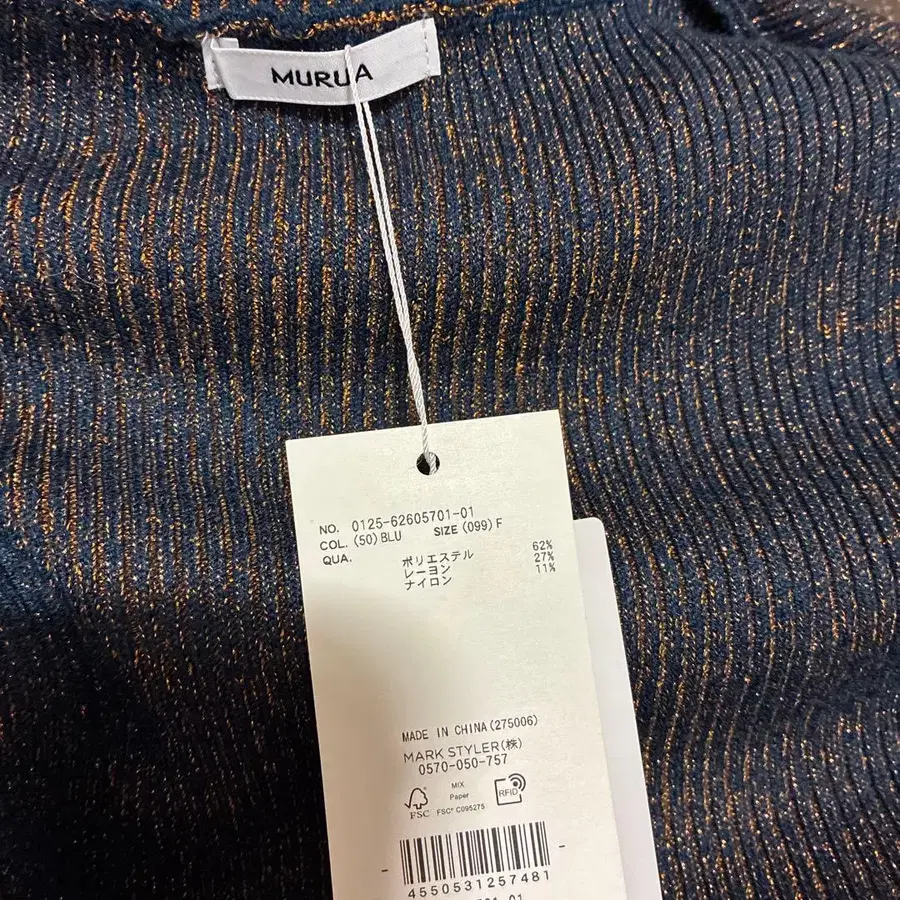 MURUA
NO. 0125-62605701-01
COL. (50) BLU SIZE (099) F
QUA. ポリエステル 62%
レーヨン 27%
ナイロン 11%
MADE IN CHINA (275006)
MARK STYLER(株)
0570-050-757
MIX
Paper
FSC
FSC® C095275
RFID
4550531257481